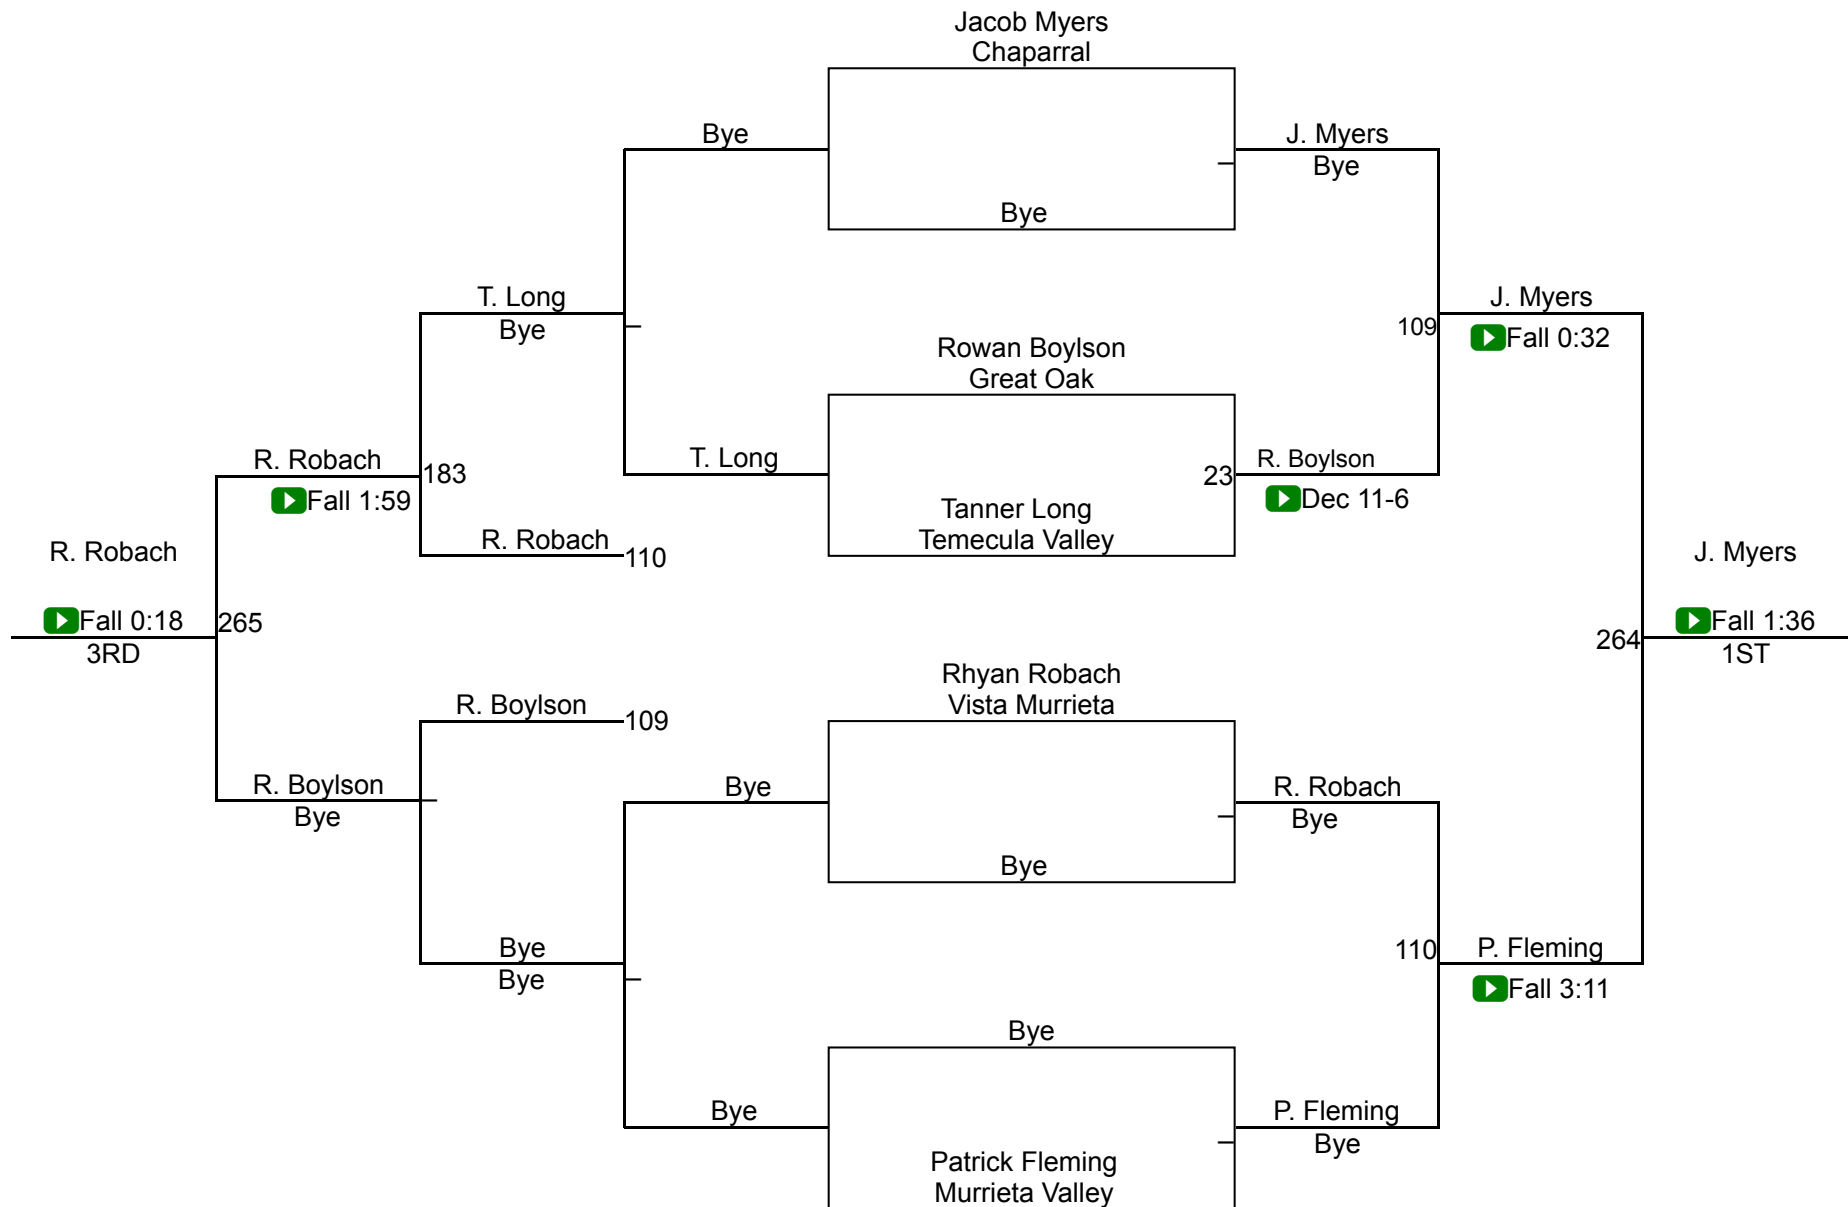 Jacob Myers
Chaparral
Bye
J. Myers
Bye
Bye
T. Long
Bye
J. Myers
109
Fall 0:32
Rowan Boylson
Great Oak
R. Robach
183
Fall 1:59
T. Long
23
R. Boylson
Dec 11-6
Tanner Long
Temecula Valley
R. Robach
110
R. Robach
J. Myers
Fall 0:18
265
3RD
264
Fall 1:36
1ST
Rhyan Robach
Vista Murrieta
R. Boylson
109
R. Boylson
Bye
Bye
R. Robach
Bye
Bye
Bye
Bye
110
P. Fleming
Fall 3:11
Bye
Bye
P. Fleming
Bye
Patrick Fleming
Murrieta Valley